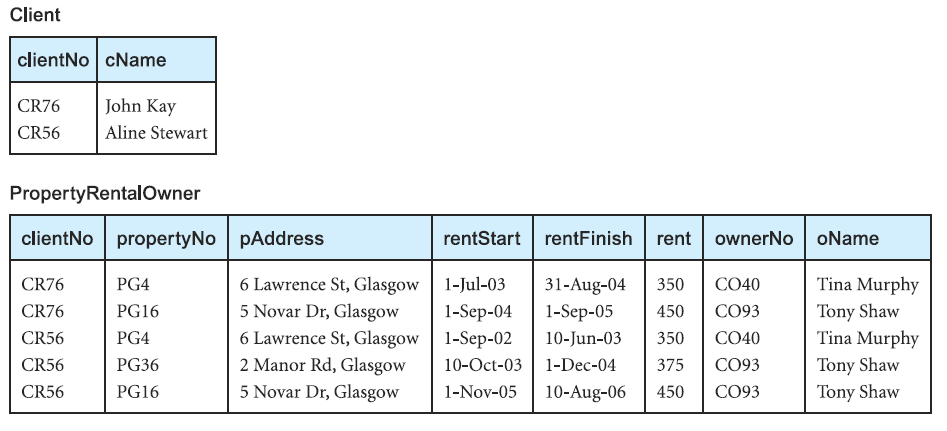 Client
clientNo cName
CR76 John Kay
CR56 Aline Stewart
PropertyRentalOwner
clientNo propertyNo pAddress rentStart rentFinish rent ownerNo oName
CR76 PG4 6 Lawrence St, Glasgow 1-Jul-03 31-Aug-04 350 CO40 Tina Murphy
CR76 PG16 5 Novar Dr, Glasgow 1-Sep-04 1-Sep-05 450 CO93 Tony Shaw
CR56 PG4 6 Lawrence St, Glasgow 1-Sep-02 10-Jun-03 350 CO40 Tina Murphy
CR56 PG36 2 Manor Rd, Glasgow 10-Oct-03 1-Dec-04 375 CO93 Tony Shaw
CR56 PG16 5 Novar Dr, Glasgow 1-Nov-05 10-Aug-06 450 CO93 Tony Shaw